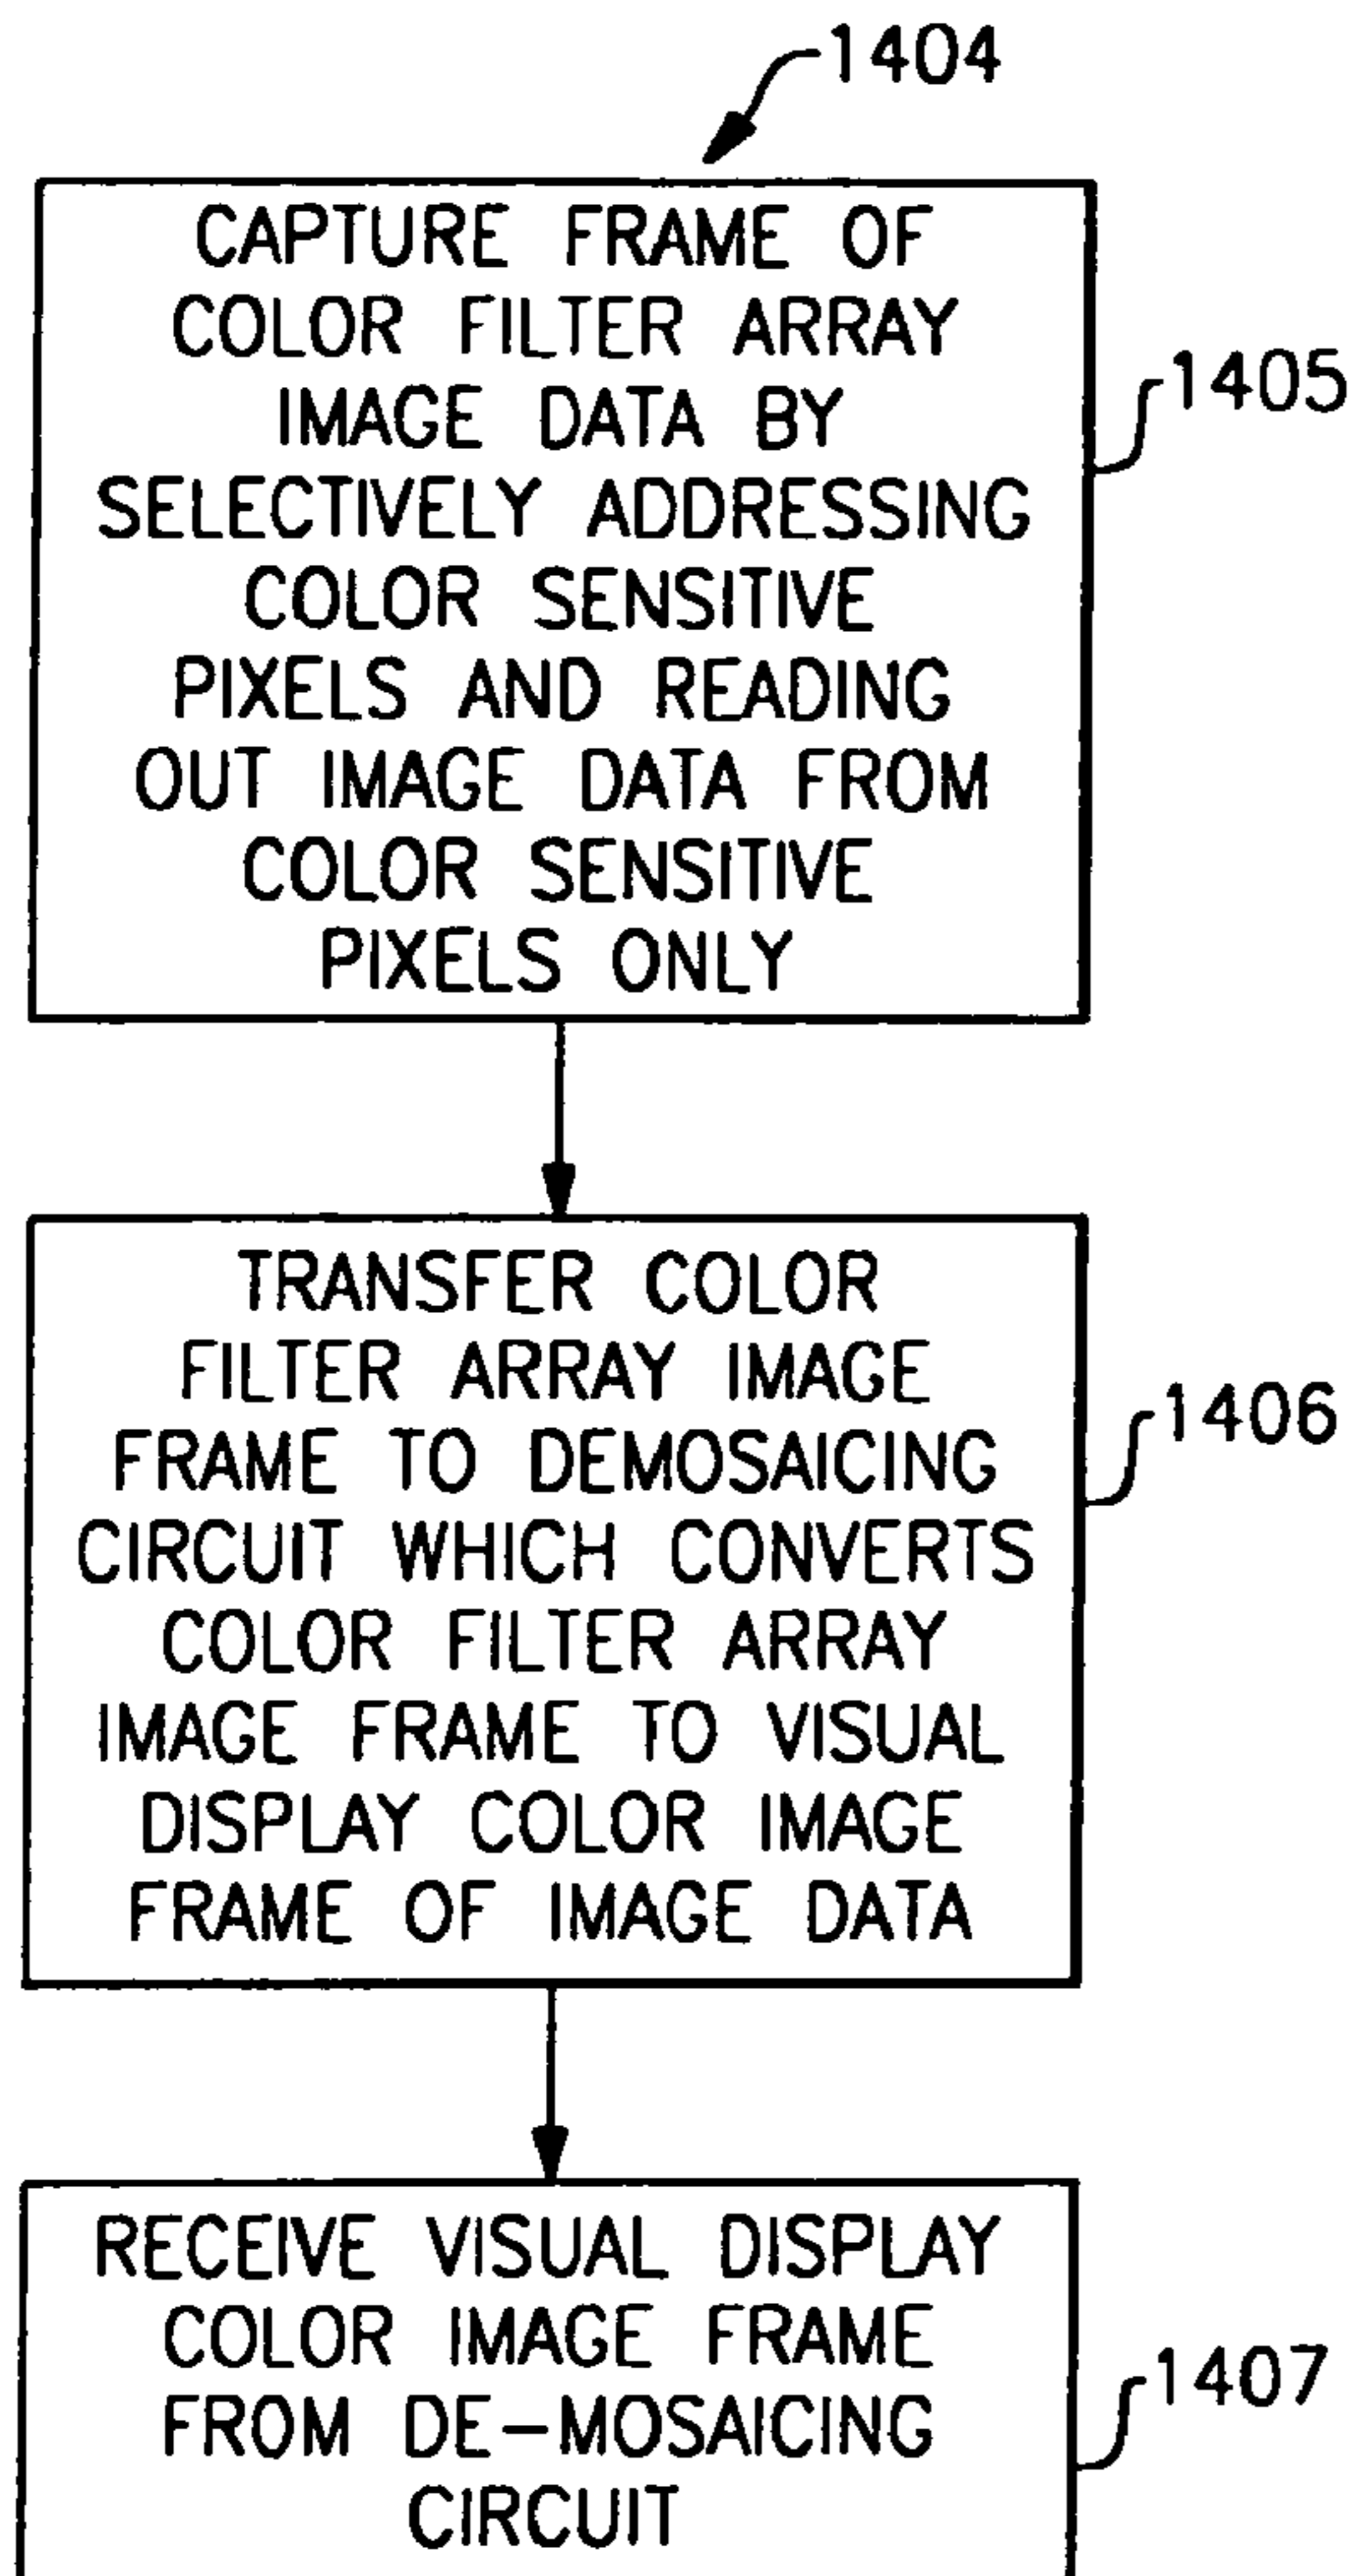 1404
CAPTURE FRAME OF
COLOR FILTER ARRAY
IMAGE DATA BY
SELECTIVELY ADDRESSING
COLOR SENSITIVE
PIXELS AND READING
OUT IMAGE DATA FROM
COLOR SENSITIVE
PIXELS ONLY
1405
TRANSFER COLOR
FILTER ARRAY IMAGE
FRAME TO DEMOSAICING
CIRCUIT WHICH CONVERTS
COLOR FILTER ARRAY
IMAGE FRAME TO VISUAL
DISPLAY COLOR IMAGE
FRAME OF IMAGE DATA
1406
RECEIVE VISUAL DISPLAY
COLOR IMAGE FRAME
FROM DE-MOSAICING
CIRCUIT
1407